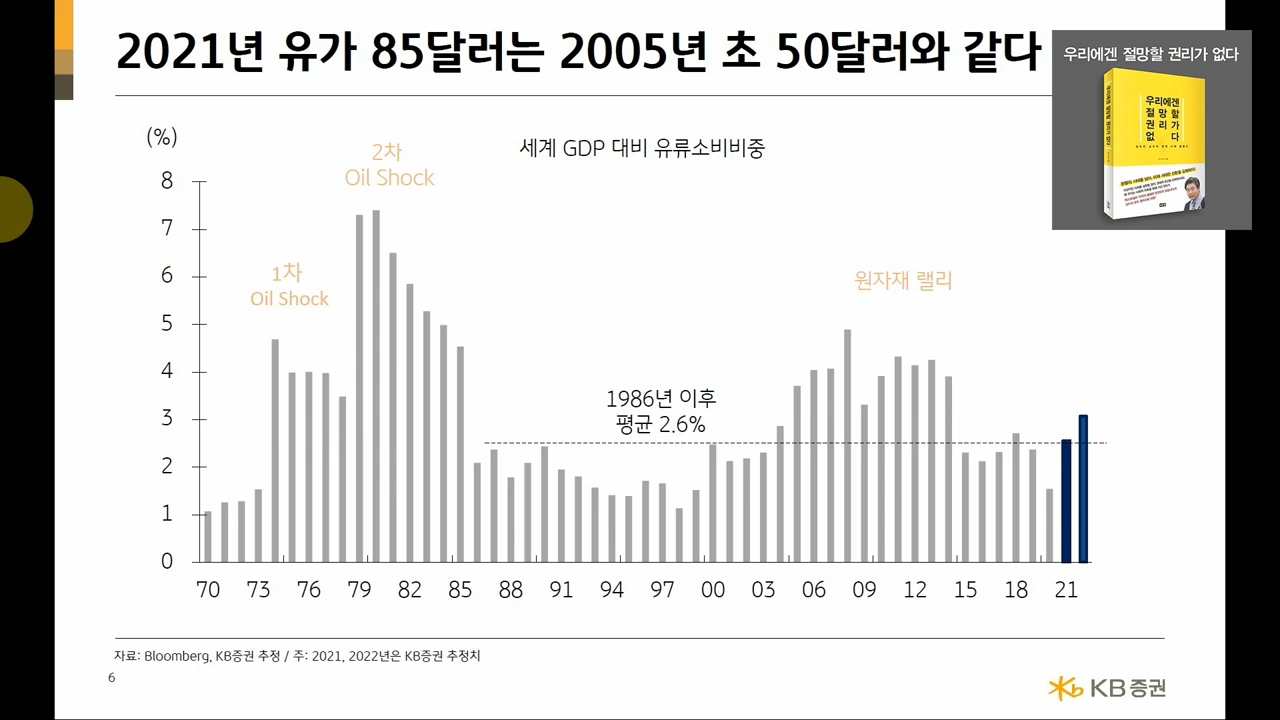 2021년 유가 85달러는 2005년 초 50달러와 같다
우리에겐 절망할 권리가 없다
우리에겐
절망할
권리가
없다
(%)
세계 GDP 대비 유류소비비중
2차
Oil Shock
1차
Oil Shock
원자재 랠리
1986년 이후
평균 2.6%
8
7
6
5
4
3
2
1
0
70 73 76 79 82 85 88 91 94 97 00 03 06 09 12 15 18 21
자료: Bloomberg, KB증권 추정 / 주: 2021, 2022년은 KB증권 추정치
6
KB증권